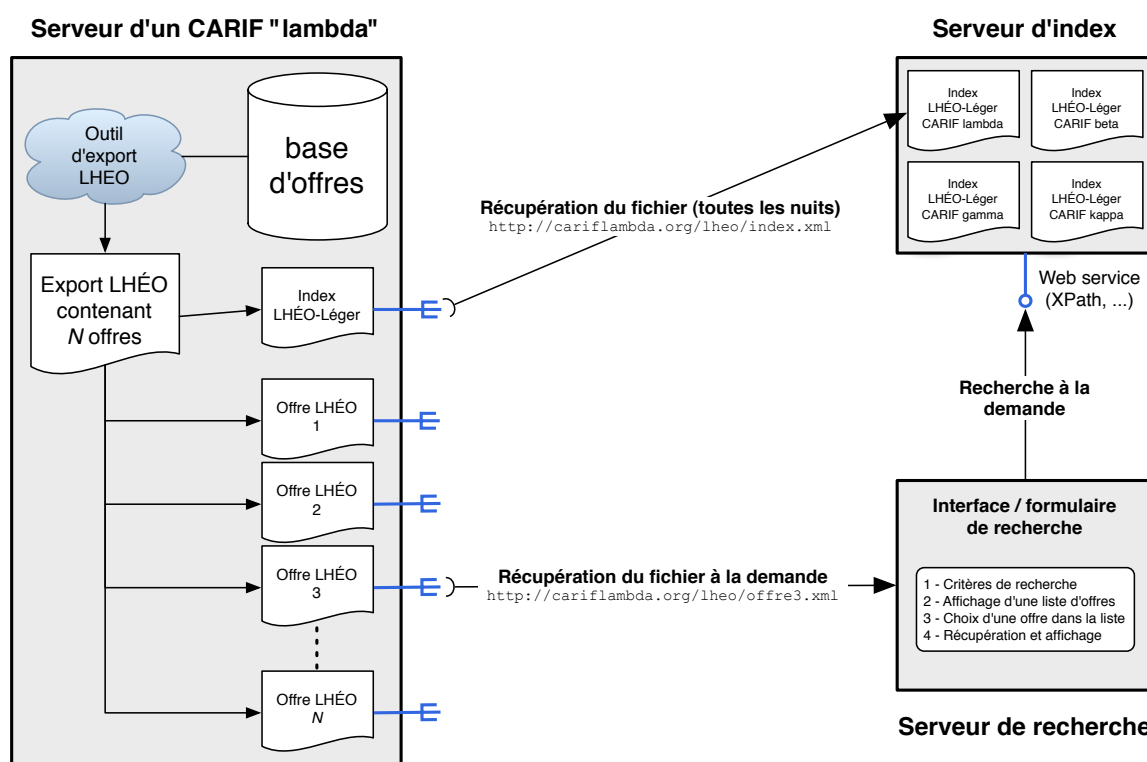 Serveur d'un CARIF "lambda"
Outil
d'export
LHEO
base
d'offres
Export LHÉO
contenant
N offres
Index
LHÉO-Léger
Offre LHÉO
1
Offre LHÉO
2
Offre LHÉO
3
Offre LHÉO
N
Récupération du fichier (toutes les nuits)
http://cariflambda.org/lheo/index.xml
Récupération du fichier à la demande
http://cariflambda.org/lheo/offre3.xml
Serveur d'index
Index
LHÉO-Léger
CARIF lambda
Index
LHÉO-Léger
CARIF beta
Index
LHÉO-Léger
CARIF gamma
Index
LHÉO-Léger
CARIF kappa
Web service
(XPath, ...)
Recherche à la
demande
Interface / formulaire
de recherche
1 - Critères de recherche
2 - Affichage d'une liste d'offres
3 - Choix d'une offre dans la liste
4 - Récupération et affichage
Serveur de recherche